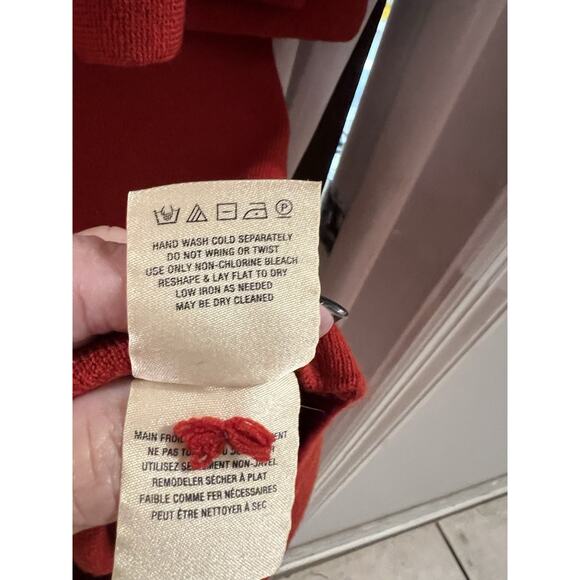 P
HAND WASH COLD SEPARATELY
DO NOT WRING OR TWIST
USE ONLY NON-CHLORINE BLEACH
RESHAPE & LAY FLAT TO DRY
LOW IRON AS NEEDED
MAY BE DRY CLEANED
MAIN FROI
NE PAS TO
UTILISEZ NON-JAVEL
REMODELER SÉCHER À PLAT
FAIBLE COMME FER NÉCESSAIRES
PEUT ÊTRE NETTOYER À SEC